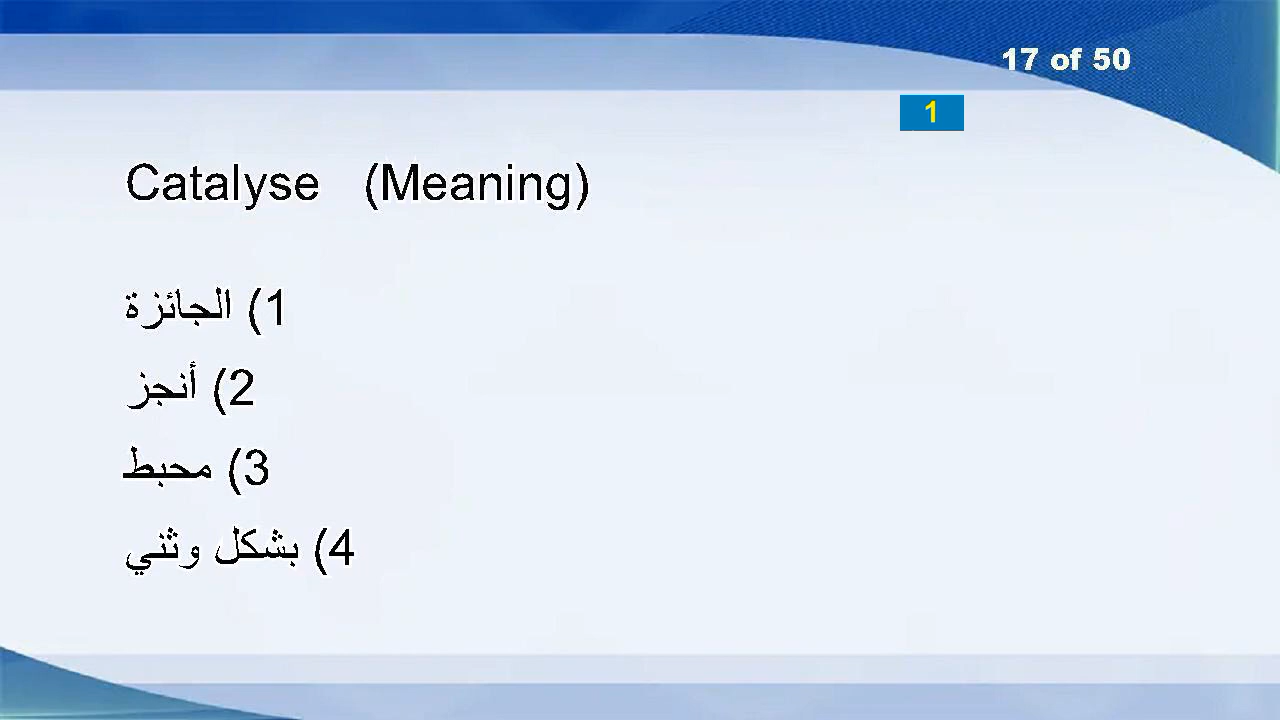 17 of 50
1
Catalyse (Meaning)
1) الجائزة
2) أنجز
3) محبط
4) بشكل وثني